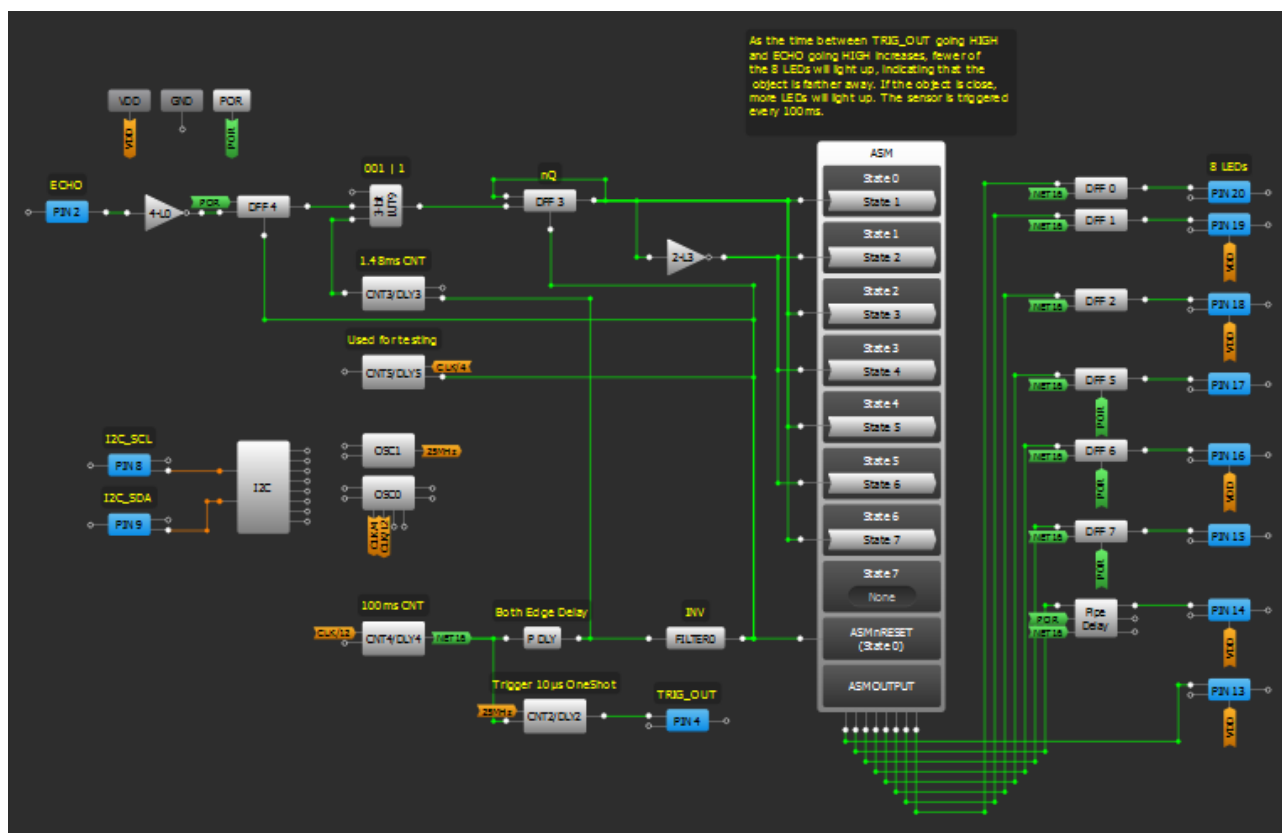 As the time between TRIG_OUT going HIGH
and ECHO going HIGH increases, fewer of
the 8 LEDs will light up, indicating that the
object is farther away. If the object is close,
more LEDs will light up. The sensor is triggered
every 100ms.
VDD
GND
POR
VDD
POR
ECHO
PIN 2
4-L0
POR
DFF 4
001 | 1
3-bit
LUT9
nQ
DFF 3
2-L3
1.48ms CNT
CNT3/DLY3
Used for testing
CNT5/DLY5
CLK/4
I2C_SCL
PIN 8
I2C_SDA
PIN 9
I2C
OSC1
25MHz
OSC0
CLK/4
CLK/12
100ms CNT
CLK/12
CNT4/DLY4
NET16
Both Edge Delay
P DLY
INV
FILTER0
Trigger 10µs OneShot
25MHz
CNT2/DLY2
TRIG_OUT
PIN 4
ASM
State 0
State 1
State 1
State 2
State 2
State 3
State 3
State 4
State 4
State 5
State 5
State 6
State 6
State 7
State 7
None
ASM nRESET
(State 0)
ASM OUTPUT
8 LEDs
NET16
DFF 0
PIN 20
NET16
DFF 1
PIN 19
VDD
NET16
DFF 2
PIN 18
VDD
NET16
DFF 5
PIN 17
POR
NET16
DFF 6
PIN 16
POR
VDD
NET16
DFF 7
PIN 15
POR
POR
NET16
Pipe
Delay
PIN 14
VDD
PIN 13
VDD